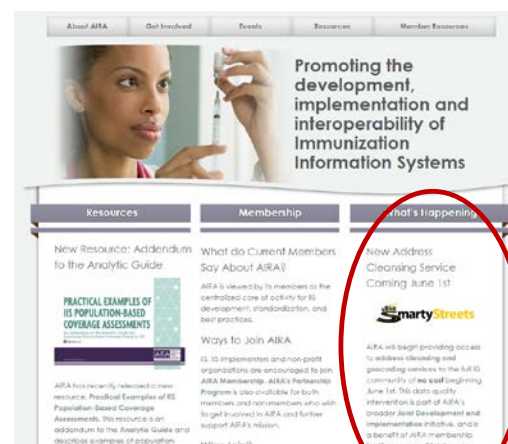 About AIRA Get Involved Events Resources Member Resources
Promoting the
development,
implementation and
interoperability of
Immunization
Information Systems
Resources
New Resource: Addendum
to the Analytic Guide
PRACTICAL EXAMPLES OF
IIS POPULATION-BASED
COVERAGE ASSESSMENTS
AIRA
AIRA has recently released a new
resource, Practical Examples of IIS
Population-Based Coverage
Assessments. This resource is an
addendum to the Analytic Guide and
describes examples of population-
Membership
What do Current Members
Say About AIRA?
AIRA is viewed by its members as the
centralized core of activity for IIS
development, standardization, and
best practices.
Ways to Join AIRA
IIS, IIS implementers and non-profit
organizations are encouraged to join
AIRA Membership. AIRA's Partnership
Program is also available for both
members and non-members who wish
to get involved in AIRA and further
support AIRA's mission.
What's Happening
New Address
Cleansing Service
Coming June 1st
SmartyStreets
AIRA will begin providing access
to address cleansing and
geocoding services to the full IIS
community at no cost beginning
June 1st. This data quality
intervention is part of AIRA's
broader Joint Development and
Implementation initiative, and is
a benefit of AIRA membership